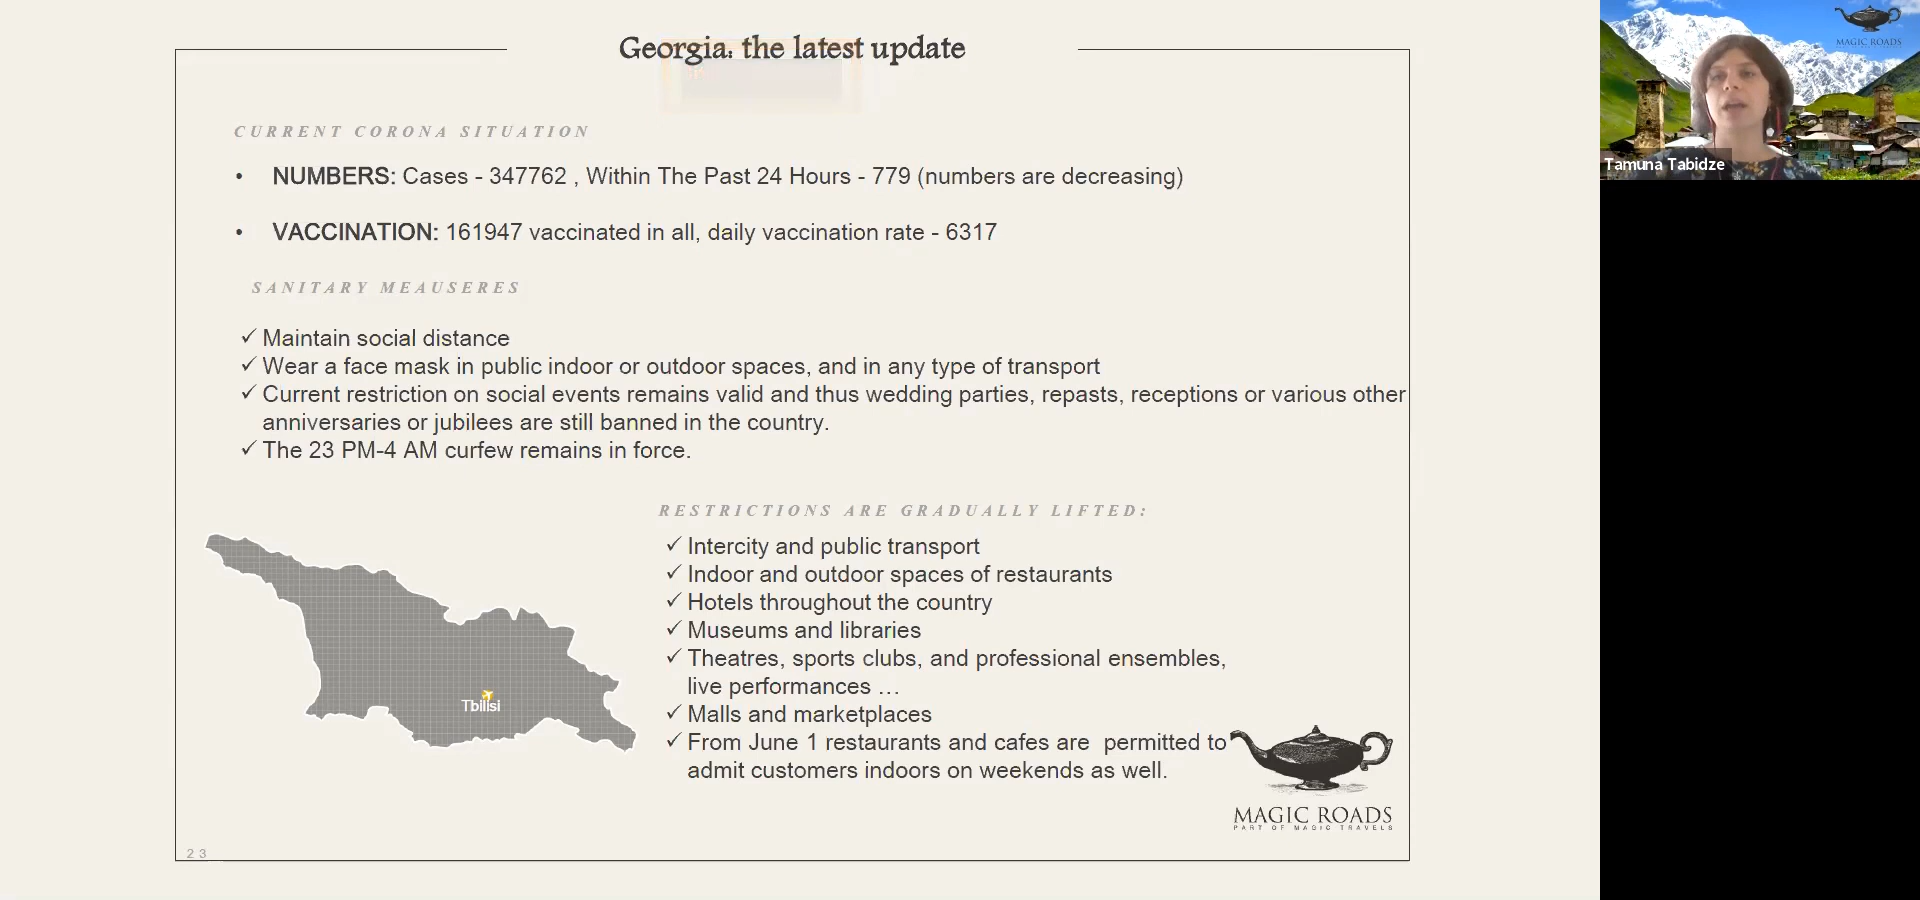 Georgia. the latest update
CURRENT CORONA SITUATION
• NUMBERS: Cases - 347762 , Within The Past 24 Hours - 779 (numbers are decreasing)
• VACCINATION: 161947 vaccinated in all, daily vaccination rate - 6317
SANITARY MEAUSERES
✓ Maintain social distance
✓ Wear a face mask in public indoor or outdoor spaces, and in any type of transport
✓ Current restriction on social events remains valid and thus wedding parties, repasts, receptions or various other
anniversaries or jubilees are still banned in the country.
✓ The 23 PM-4 AM curfew remains in force.
RESTRICTIONS ARE GRADUALLY LIFTED:
✓ Intercity and public transport
✓ Indoor and outdoor spaces of restaurants
✓ Hotels throughout the country
✓ Museums and libraries
✓ Theatres, sports clubs, and professional ensembles,
live performances …
✓ Malls and marketplaces
✓ From June 1 restaurants and cafes are permitted to
admit customers indoors on weekends as well.
Tbilisi
MAGIC ROADS
PART OF MAGIC TRAVELS
23
MAGIC ROADS
Tamuna Tabidze